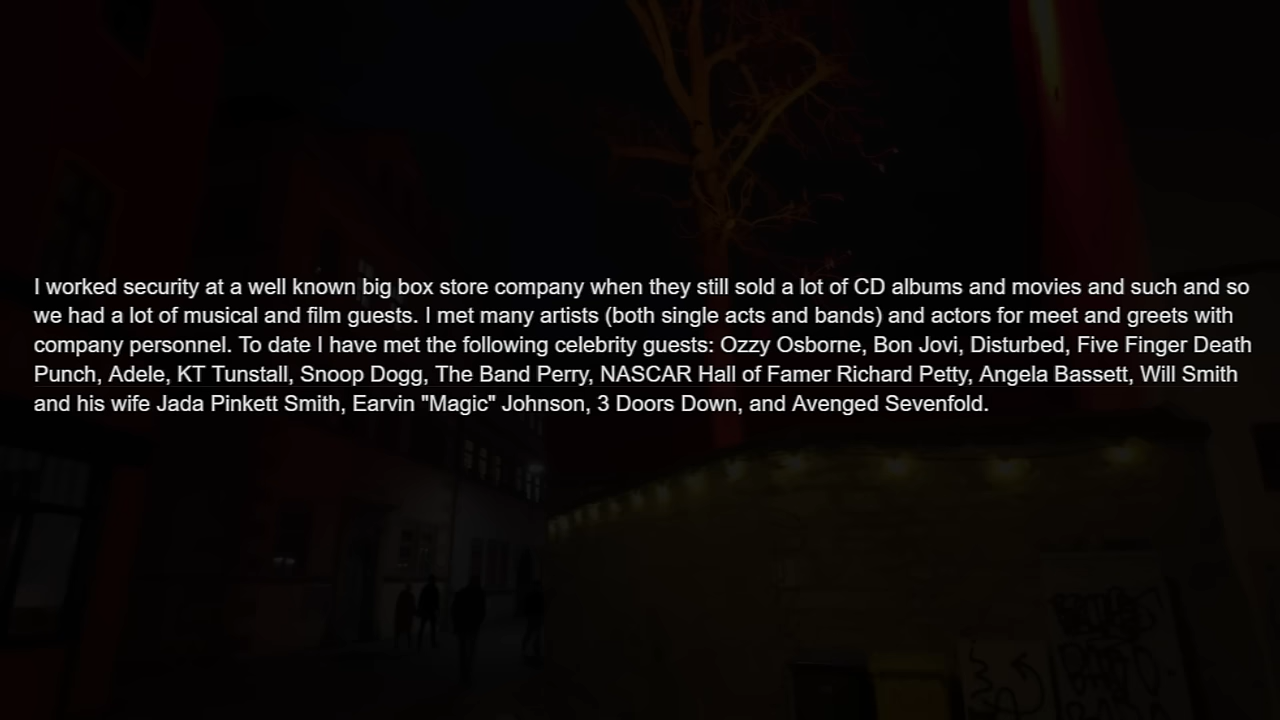 I worked security at a well known big box store company when they still sold a lot of CD albums and movies and such and so
we had a lot of musical and film guests. I met many artists (both single acts and bands) and actors for meet and greets with
company personnel. To date I have met the following celebrity guests: Ozzy Osborne, Bon Jovi, Disturbed, Five Finger Death
Punch, Adele, KT Tunstall, Snoop Dogg, The Band Perry, NASCAR Hall of Famer Richard Petty, Angela Bassett, Will Smith
and his wife Jada Pinkett Smith, Earvin "Magic" Johnson, 3 Doors Down, and Avenged Sevenfold.